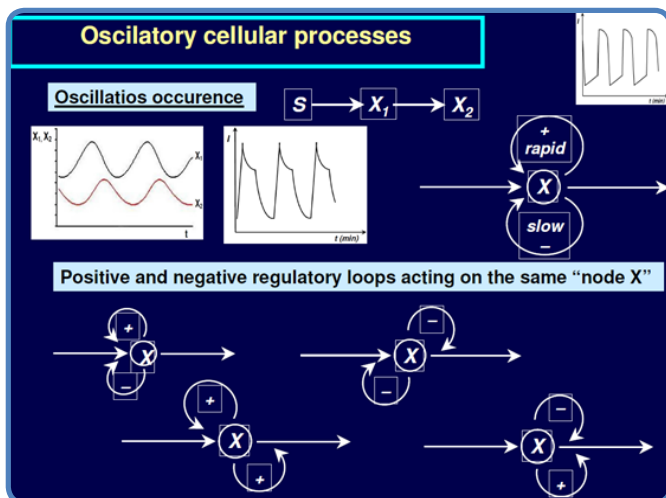 Oscilatory cellular processes
I
Oscillatios occurence
S X₁ X₂
X₁, X₂
X₁
X₂
t
I
t (min)
+
rapid
X
slow
−
Positive and negative regulatory loops acting on the same “node X”
+
X
−
−
X
−
+
X
+
−
X
+